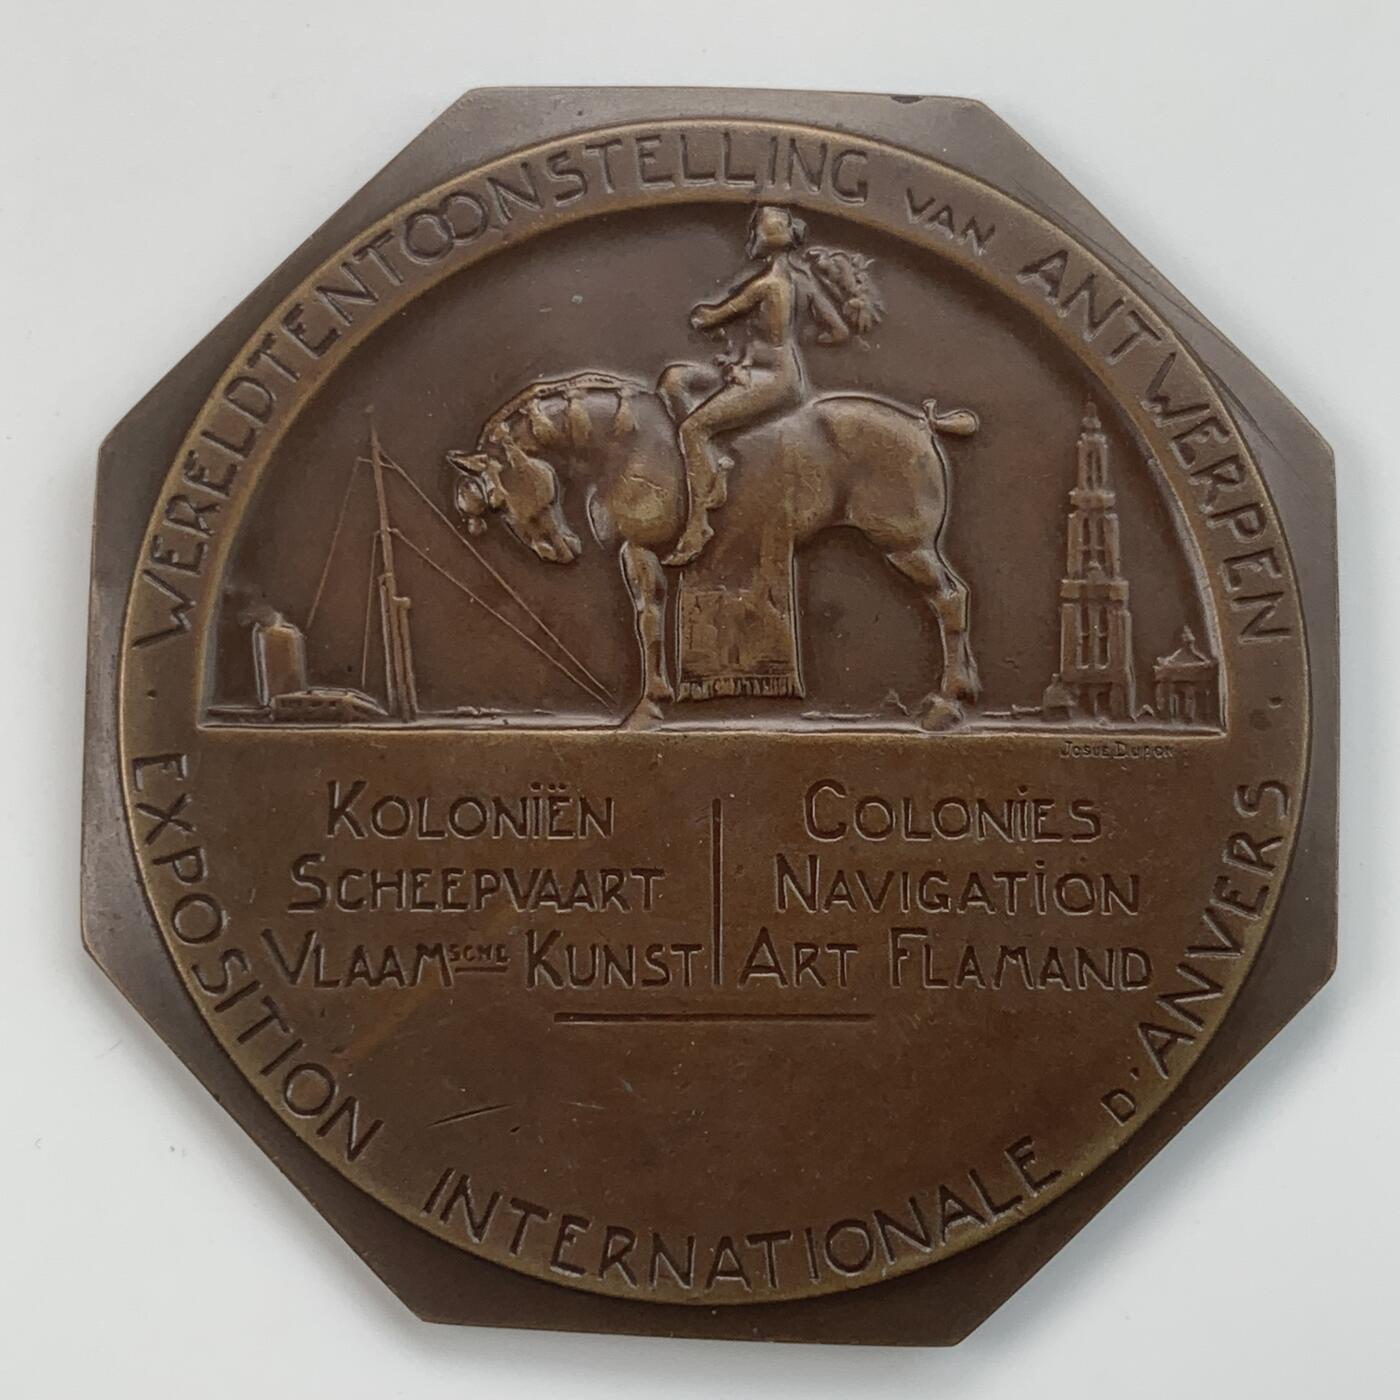 WERELDTENTOONSTELLING VAN ANTWERPEN
JOSUE DUPON
KOLONIËN
SCHEEPVAART
VLAAMSCHE KUNST
COLONIES
NAVIGATION
ART FLAMAND
EXPOSITION INTERNATIONALE D'ANVERS